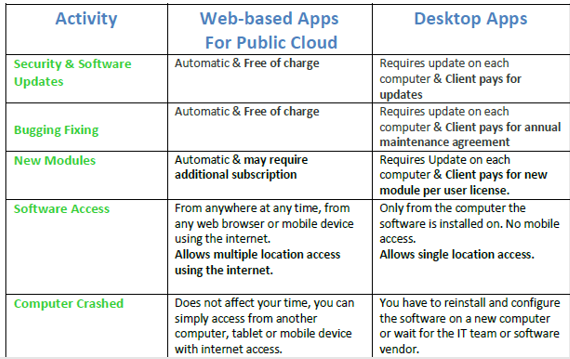 Activity
Web-based Apps
For Public Cloud
Desktop Apps
Security & Software
Updates
Automatic & Free of charge
Requires update on each
computer & Client pays for
updates
Bugging Fixing
Automatic & Free of charge
Requires update on each
computer & Client pays for annual
maintenance agreement
New Modules
Automatic & may require
additional subscription
Requires Update on each
computer & Client pays for new
module per user license.
Software Access
From anywhere at any time, from
any web browser or mobile device
using the internet.
Allows multiple location access
using the internet.
Only from the computer the
software is installed on. No mobile
access.
Allows single location access.
Computer Crashed
Does not affect your time, you can
simply access from another
computer, tablet or mobile device
with internet access.
You have to reinstall and configure
the software on a new computer
or wait for the IT team or software
vendor.